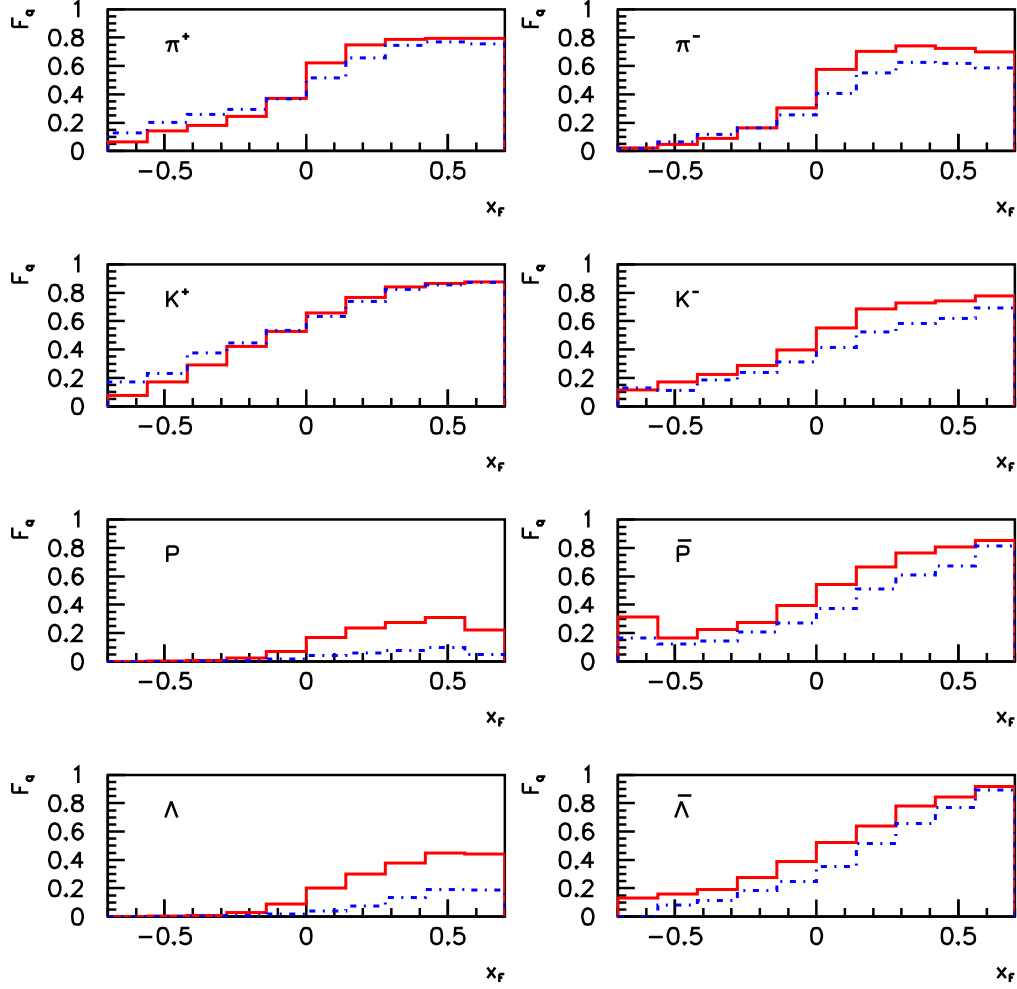 F_q 1 0.8 0.6 0.4 0.2 0 π⁺ −0.5 0 0.5 x_F
F_q 1 0.8 0.6 0.4 0.2 0 π⁻ −0.5 0 0.5 x_F
F_q 1 0.8 0.6 0.4 0.2 0 K⁺ −0.5 0 0.5 x_F
F_q 1 0.8 0.6 0.4 0.2 0 K⁻ −0.5 0 0.5 x_F
F_q 1 0.8 0.6 0.4 0.2 0 P −0.5 0 0.5 x_F
F_q 1 0.8 0.6 0.4 0.2 0 P̅ −0.5 0 0.5 x_F
F_q 1 0.8 0.6 0.4 0.2 0 Λ −0.5 0 0.5 x_F
F_q 1 0.8 0.6 0.4 0.2 0 Λ̅ −0.5 0 0.5 x_F